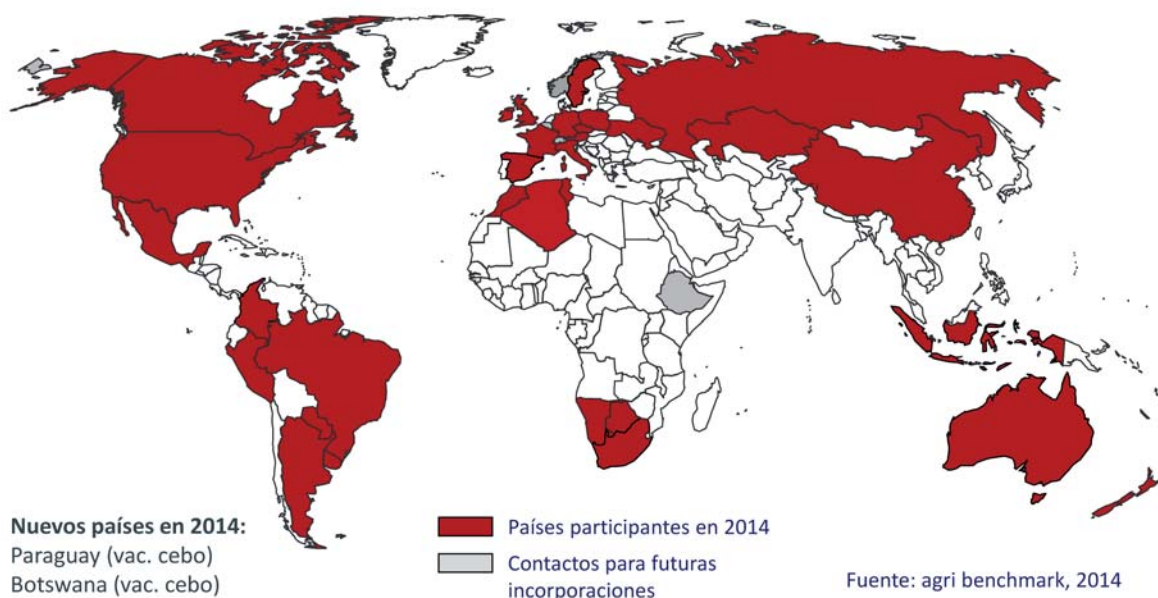 Nuevos países en 2014:
Paraguay (vac. cebo)
Botswana (vac. cebo)
Países participantes en 2014
Contactos para futuras
incorporaciones
Fuente: agri benchmark, 2014